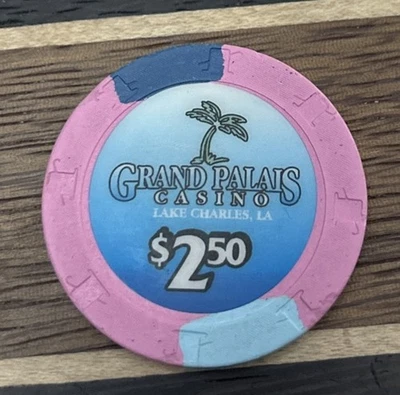 GRAND PALAIS
CASINO
LAKE CHARLES, LA
$2.50